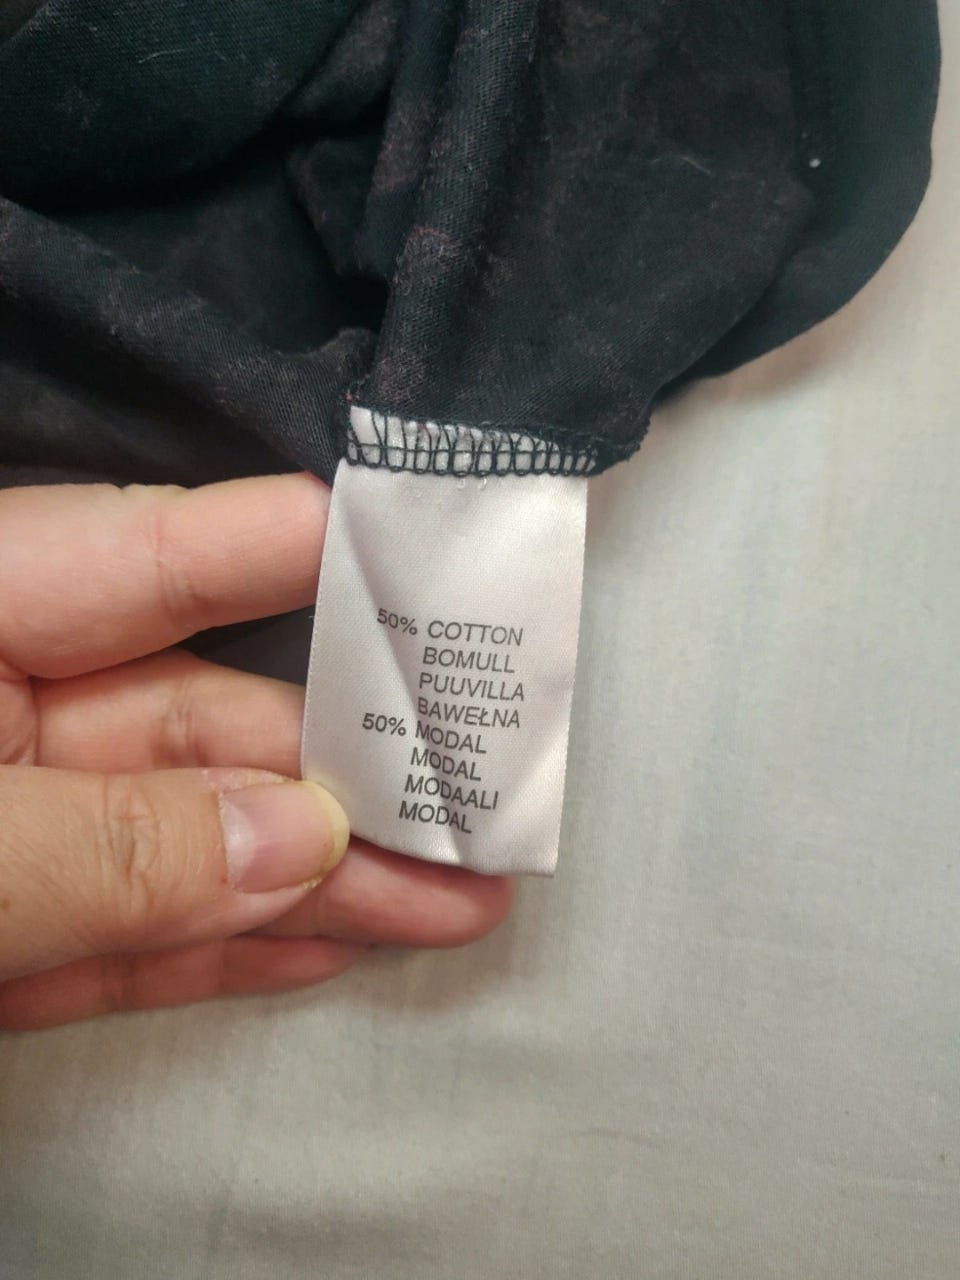 50% COTTON
BOMULL
PUUVILLA
BAWEŁNA
50% MODAL
MODAL
MODAALI
MODAL